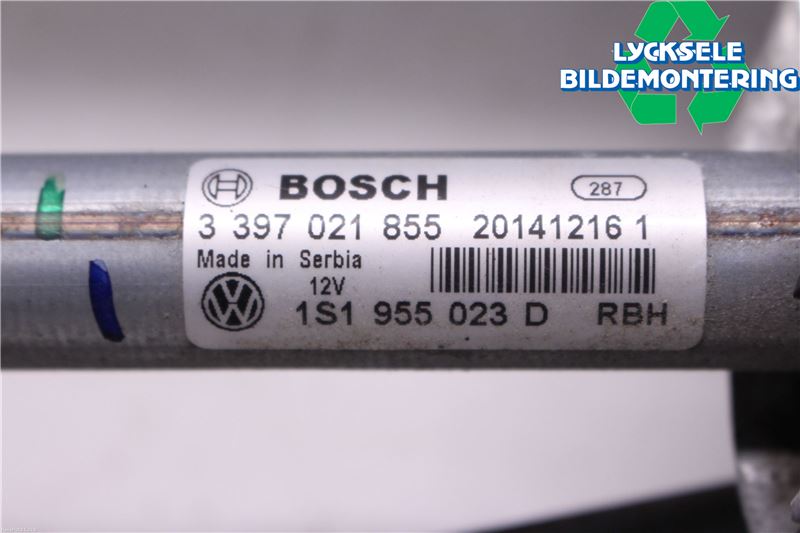 LYCKSELE
BILDEMONTERING
BOSCH 287
3 397 021 855 20141216 1
Made in Serbia
12V
1S1 955 023 D RBH